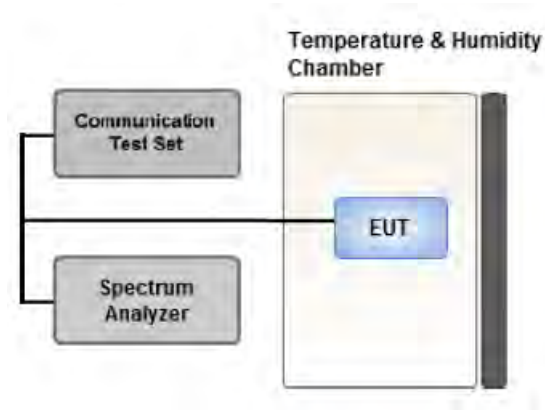 Temperature & Humidity
Chamber
Communication
Test Set
EUT
Spectrum
Analyzer